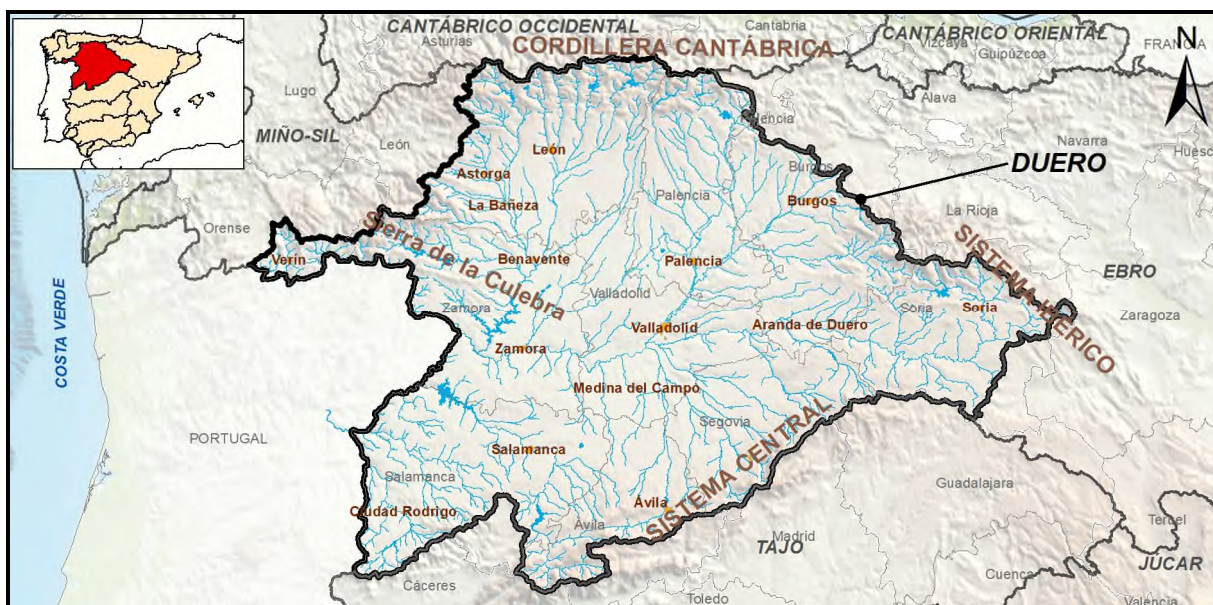 CANTÁBRICO OCCIDENTAL
Cantabria
CANTÁBRICO ORIENTAL
Asturias
CORDILLERA CANTÁBRICA
Vizcaya
Guipúzcoa
FRANCIA
N
Lugo
Alava
MIÑO-SIL
León
Palencia
Navarra
León
Burgos
Huesc
DUERO
Astorga
Palencia
La Bañeza
Burgos
La Rioja
Orense
Sierra de la Culebra
SISTEMA IBÉRICO
Verín
Benavente
Palencia
EBRO
COSTA VERDE
Zamora
Valladolid
Soria
Soria
Zaragoza
Valladolid
Aranda de Duero
Zamora
Medina del Campo
PORTUGAL
Segovia
SISTEMA CENTRAL
Salamanca
Salamanca
Guadalajara
Ciudad Rodrigo
Ávila
Ávila
Teruel
Madrid
TAJO
JÚCAR
Cáceres
Cuenca
Toledo
Valencia